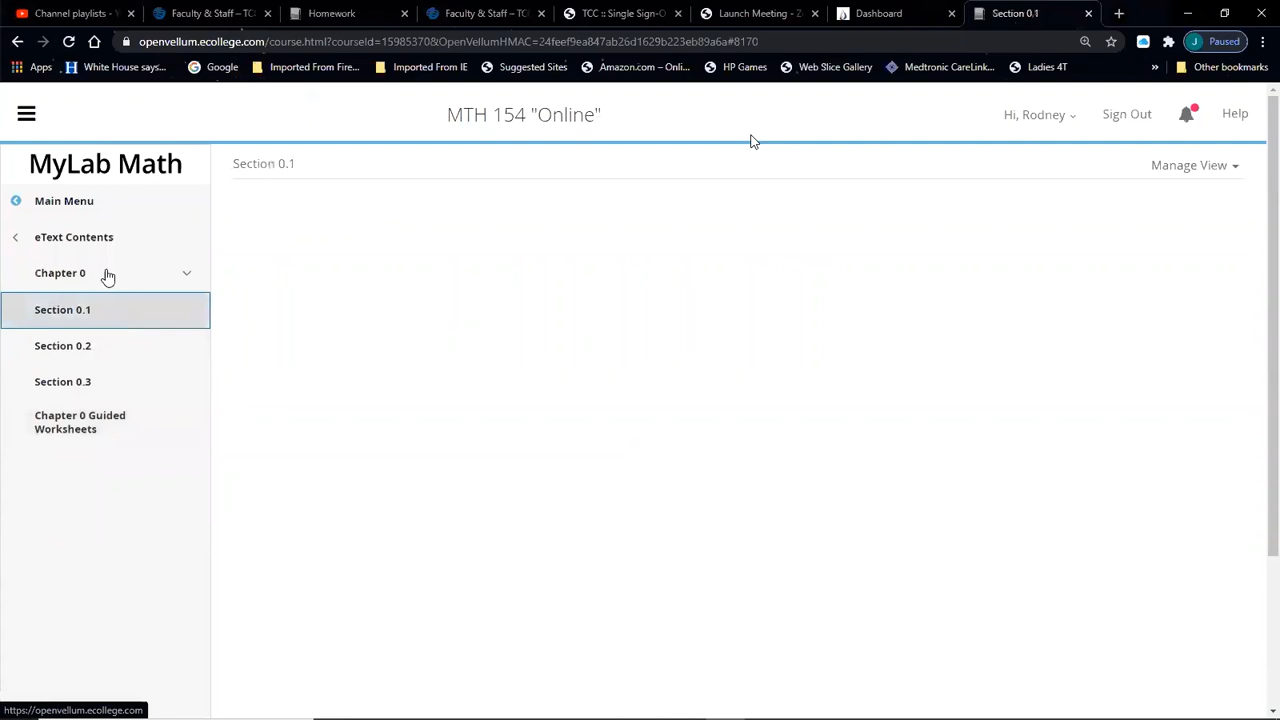 Channel playlists - Y
Faculty & Staff – TC
Homework
Faculty & Staff – TC
TCC :: Single Sign-O
Launch Meeting - Z
Dashboard
Section 0.1
openvellum.ecollege.com/course.html?courseId=15985370&OpenVellumHMAC=24feef9ea847ab26d1629b223eb89a6a#8170
Paused
Apps
White House says...
Google
Imported From Fire...
Imported From IE
Suggested Sites
Amazon.com – Onli...
HP Games
Web Slice Gallery
Medtronic CareLink...
Ladies 4T
»
Other bookmarks
MTH 154 "Online"
Hi, Rodney
Sign Out
Help
MyLab Math
Section 0.1
Manage View
Main Menu
eText Contents
Chapter 0
Section 0.1
Section 0.2
Section 0.3
Chapter 0 Guided
Worksheets
https://openvellum.ecollege.com